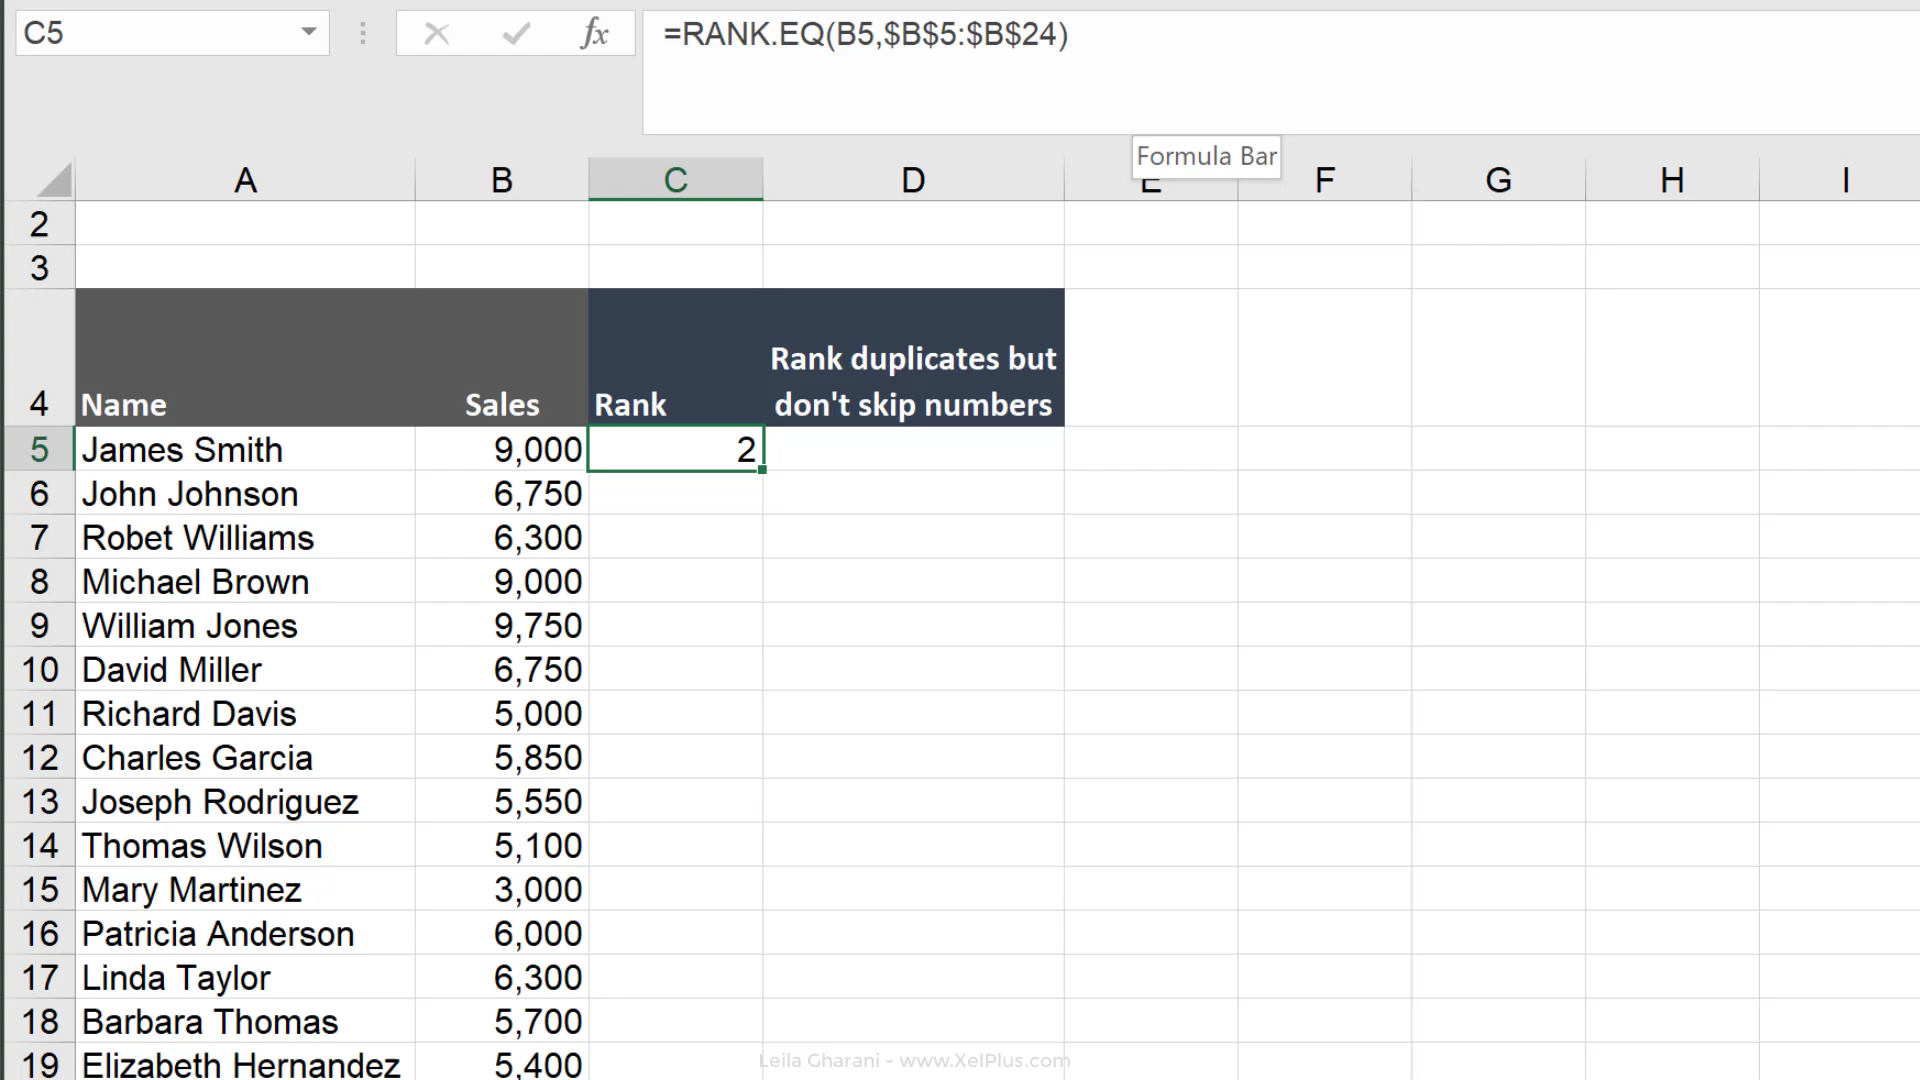 C5 fx =RANK.EQ(B5,$B$5:$B$24)
Formula Bar
A B C D E F G H I
2
3
Rank duplicates but
4 Name Sales Rank don't skip numbers
5 James Smith 9,000 2
6 John Johnson 6,750
7 Robet Williams 6,300
8 Michael Brown 9,000
9 William Jones 9,750
10 David Miller 6,750
11 Richard Davis 5,000
12 Charles Garcia 5,850
13 Joseph Rodriguez 5,550
14 Thomas Wilson 5,100
15 Mary Martinez 3,000
16 Patricia Anderson 6,000
17 Linda Taylor 6,300
18 Barbara Thomas 5,700
19 Elizabeth Hernandez 5,400
Leila Gharani - www.XelPlus.com